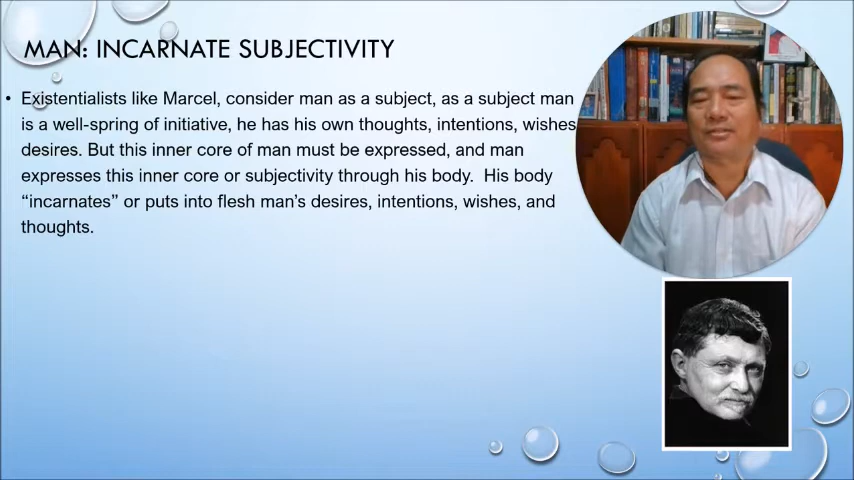 MAN: INCARNATE SUBJECTIVITY
• Existentialists like Marcel, consider man as a subject, as a subject man
is a well-spring of initiative, he has his own thoughts, intentions, wishes
desires. But this inner core of man must be expressed, and man
expresses this inner core or subjectivity through his body.  His body
“incarnates” or puts into flesh man’s desires, intentions, wishes, and
thoughts.